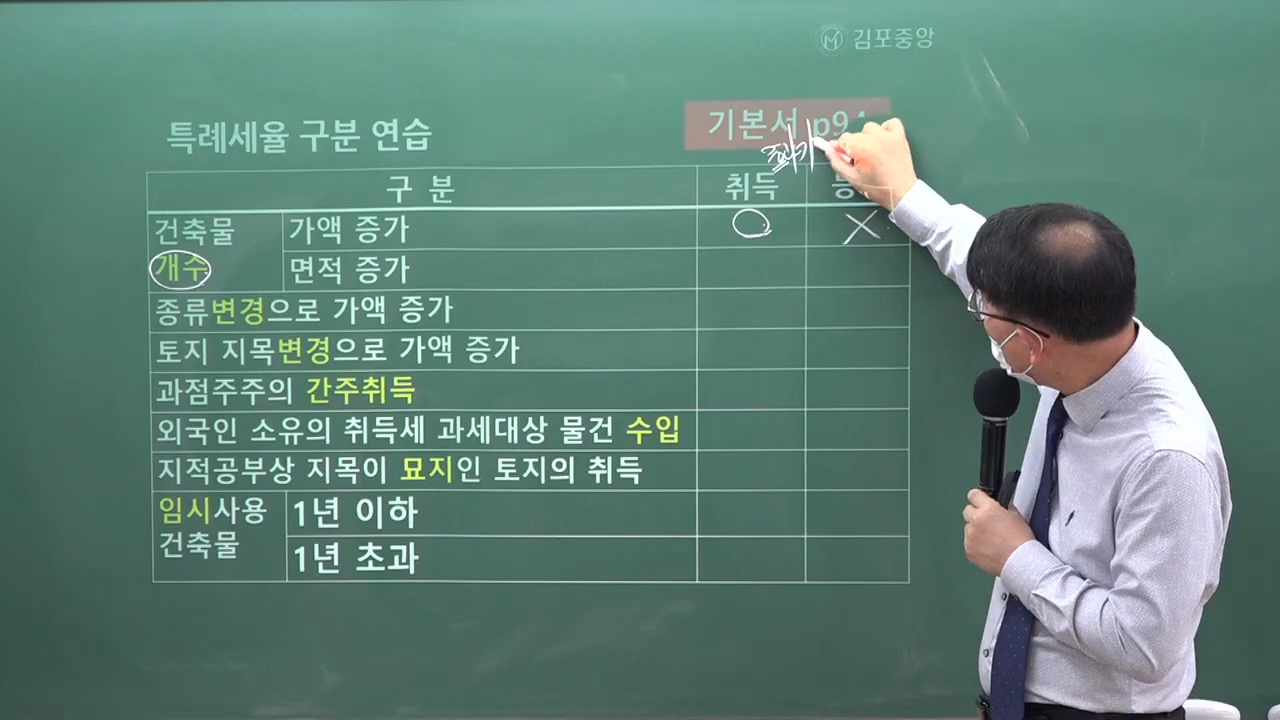 김포중앙
특례세율 구분 연습
기본서 p94
구 분 취득
건축물 가액 증가 ○ ×
개수 면적 증가
종류변경으로 가액 증가
토지 지목변경으로 가액 증가
과점주주의 간주취득
외국인 소유의 취득세 과세대상 물건 수입
지적공부상 지목이 묘지인 토지의 취득
임시사용 1년 이하
건축물 1년 초과